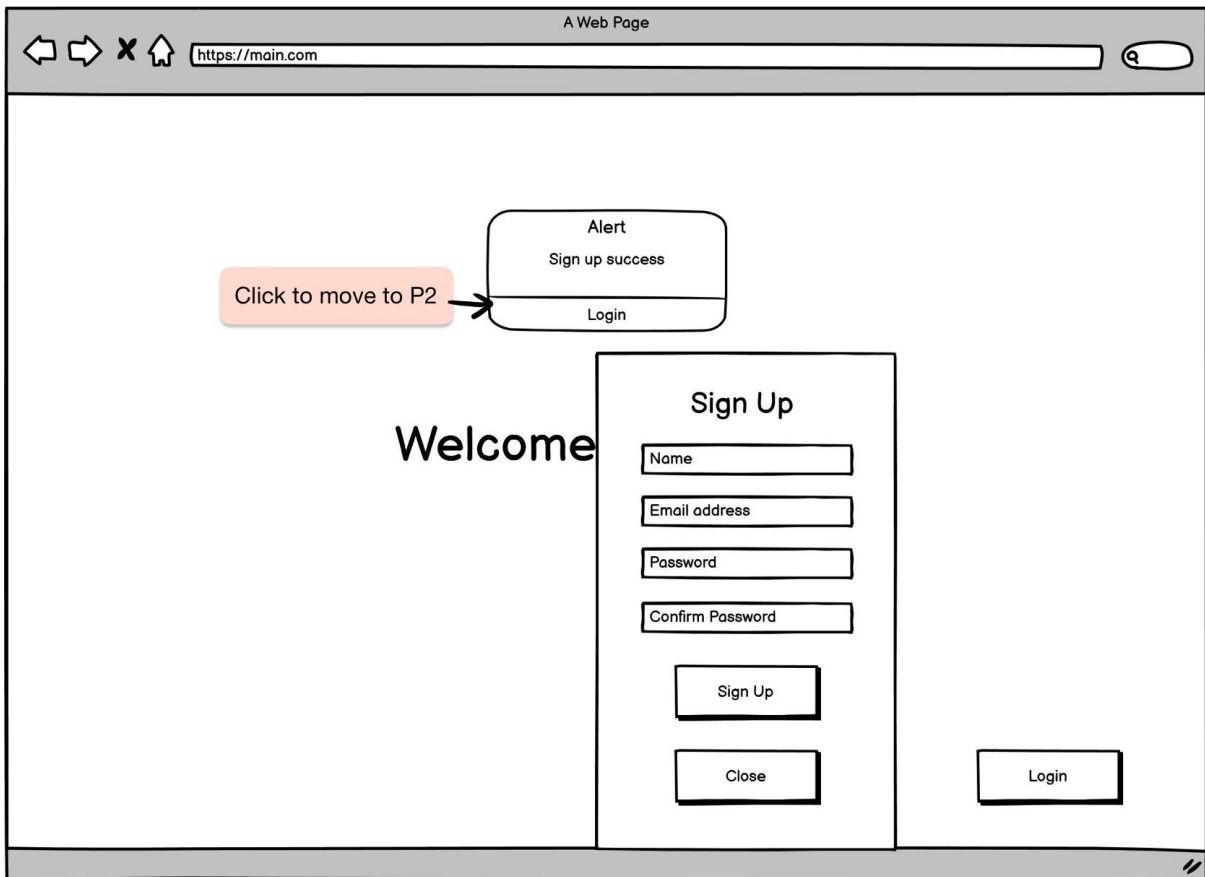 A Web Page
https://main.com
Alert
Sign up success
Click to move to P2
Login
Sign Up
Welcome
Name
Email address
Password
Confirm Password
Sign Up
Close
Login